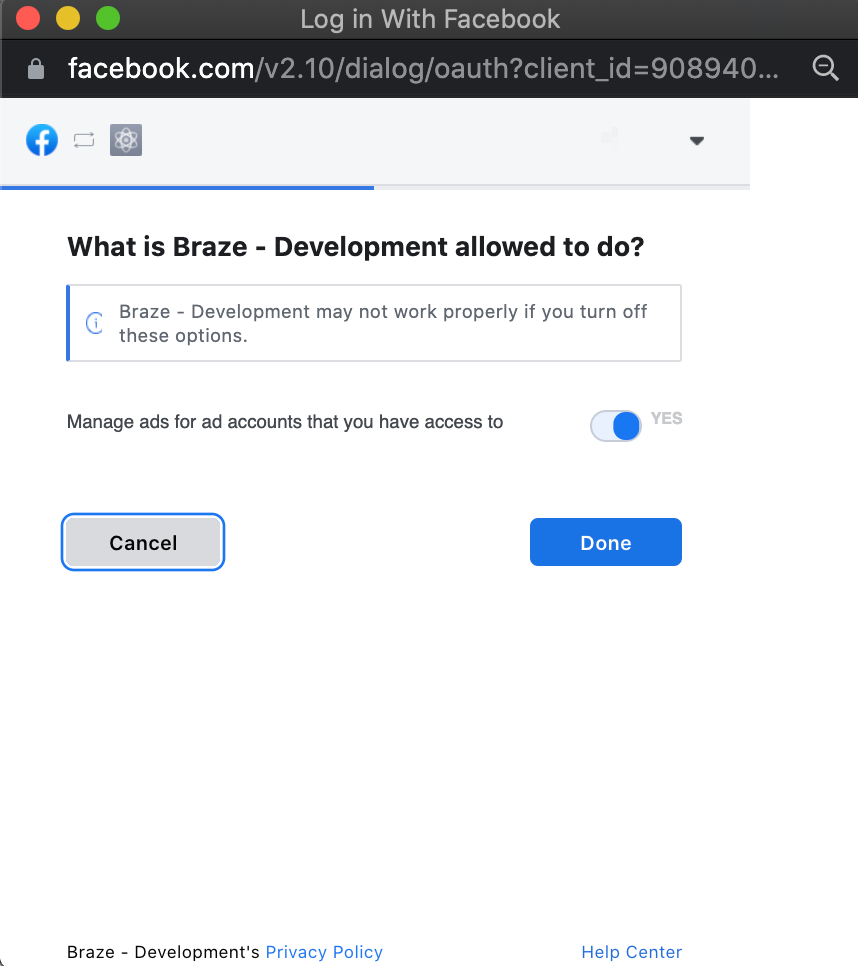 Log in With Facebook
facebook.com/v2.10/dialog/oauth?client_id=908940...
What is Braze - Development allowed to do?
Braze - Development may not work properly if you turn off
these options.
Manage ads for ad accounts that you have access to
YES
Cancel
Done
Braze - Development's Privacy Policy
Help Center